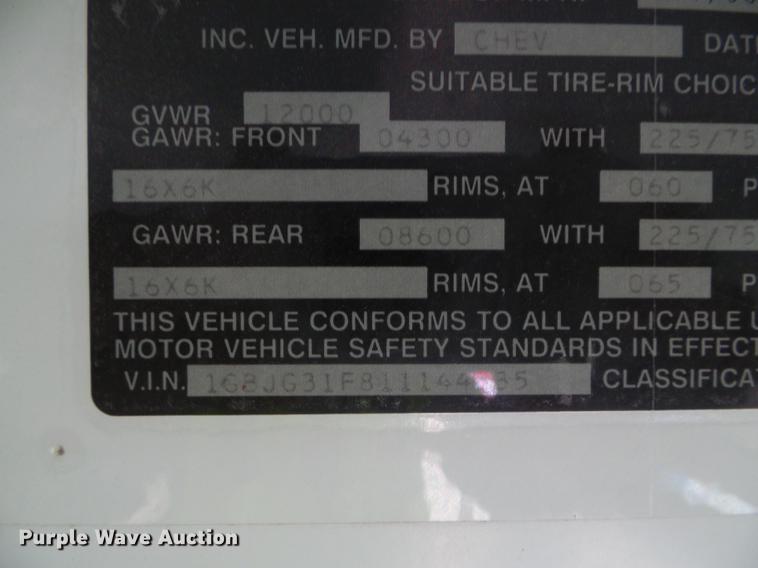 INC. VEH. MFD. BY CHEV
SUITABLE TIRE-RIM CHOIC
GVWR 12000
GAWR: FRONT 04300 WITH 225/75
16X6K RIMS, AT 060 P
GAWR: REAR 08600 WITH 225/75
16X6K RIMS, AT 065 P
THIS VEHICLE CONFORMS TO ALL APPLICABLE
MOTOR VEHICLE SAFETY STANDARDS IN EFFECT
V.I.N. CLASSIFICA
Purple Wave Auction